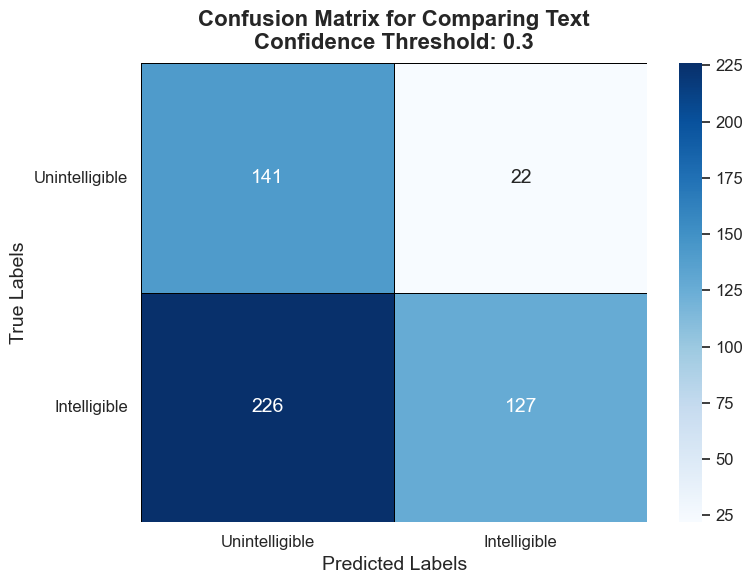 Confusion Matrix for Comparing Text
Confidence Threshold: 0.3
True Labels
Unintelligible
Intelligible
141
22
226
127
Unintelligible
Intelligible
Predicted Labels
225
200
175
150
125
100
75
50
25